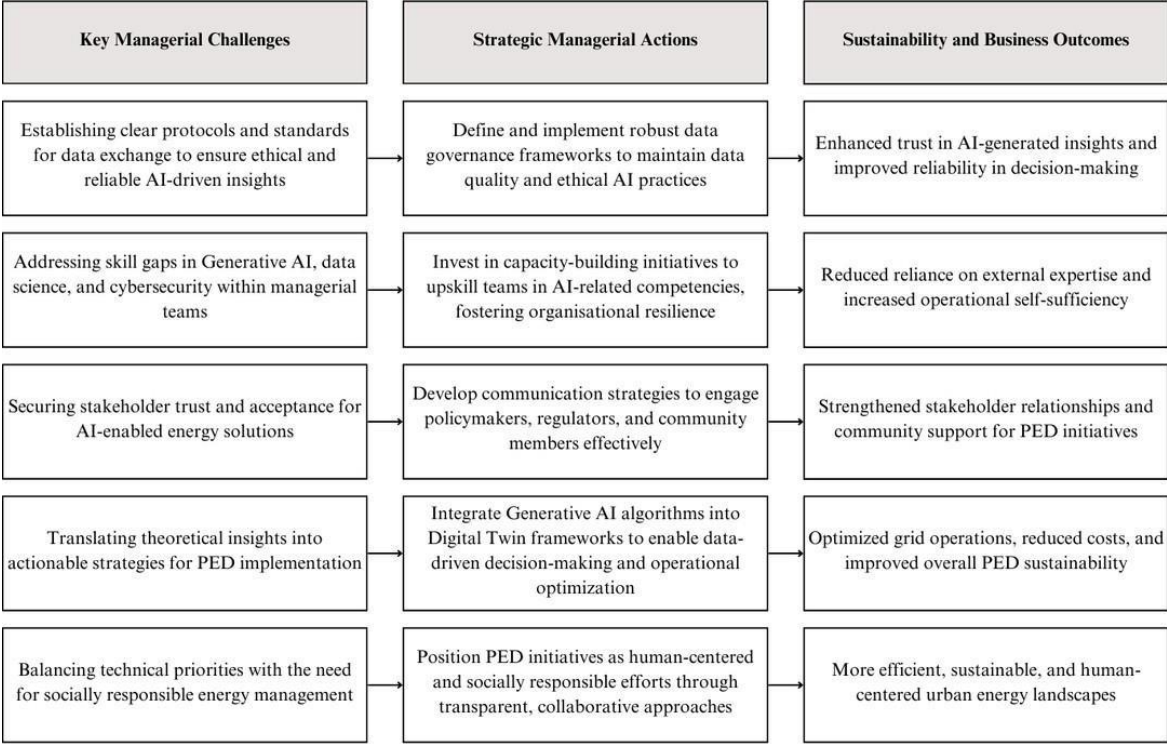 Key Managerial Challenges
Strategic Managerial Actions
Sustainability and Business Outcomes
Establishing clear protocols and standards
for data exchange to ensure ethical and
reliable AI-driven insights
Define and implement robust data
governance frameworks to maintain data
quality and ethical AI practices
Enhanced trust in AI-generated insights and
improved reliability in decision-making
Addressing skill gaps in Generative AI, data
science, and cybersecurity within managerial
teams
Invest in capacity-building initiatives to
upskill teams in AI-related competencies,
fostering organisational resilience
Reduced reliance on external expertise and
increased operational self-sufficiency
Securing stakeholder trust and acceptance for
AI-enabled energy solutions
Develop communication strategies to engage
policymakers, regulators, and community
members effectively
Strengthened stakeholder relationships and
community support for PED initiatives
Translating theoretical insights into
actionable strategies for PED implementation
Integrate Generative AI algorithms into
Digital Twin frameworks to enable data-
driven decision-making and operational
optimization
Optimized grid operations, reduced costs, and
improved overall PED sustainability
Balancing technical priorities with the need
for socially responsible energy management
Position PED initiatives as human-centered
and socially responsible efforts through
transparent, collaborative approaches
More efficient, sustainable, and human-
centered urban energy landscapes